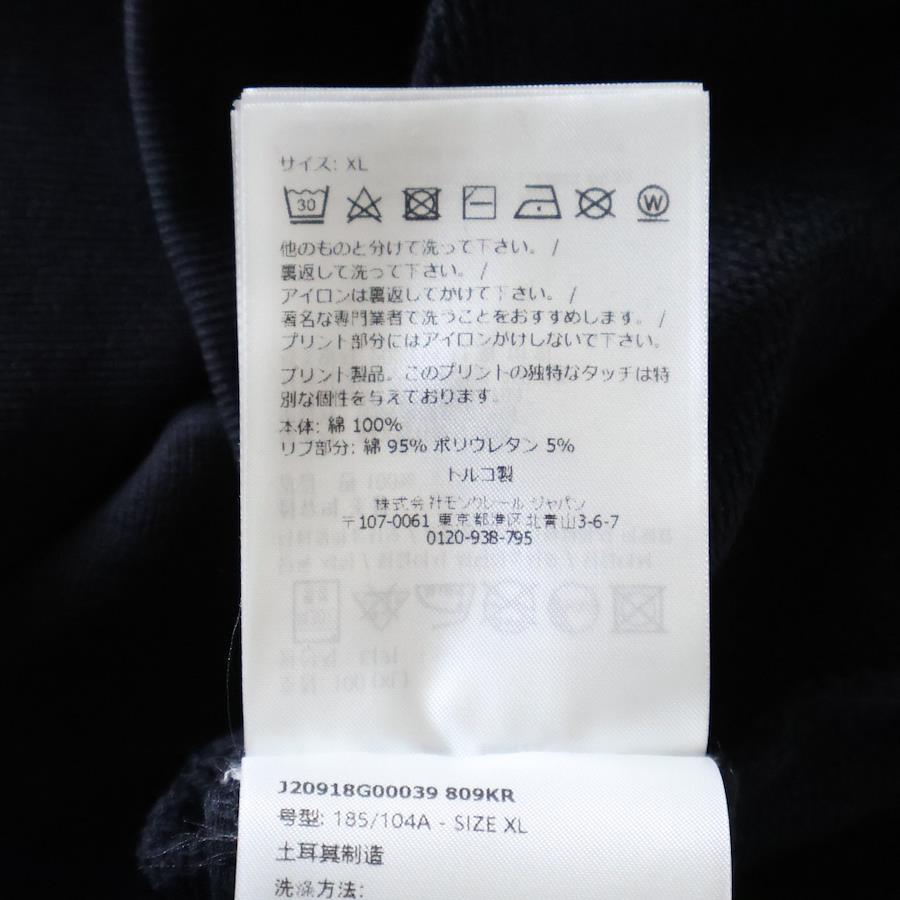 サイズ: XL
30
W
他のものと分けて洗って下さい。 /
裏返して洗って下さい。 /
アイロンは裏返してかけて下さい。 /
著名な専門業者で洗うことをおすすめします。 /
プリント部分にはアイロンがけしないで下さい。
プリント製品。このプリントの独特なタッチは特
別な個性を与えております。
本体: 綿 100%
リブ部分: 綿 95% ポリウレタン 5%
トルコ製
株式会社モンクレール ジャパン
〒107-0061 東京都港区北青山3-6-7
0120-938-795
J20918G00039 809KR
号型: 185/104A - SIZE XL
土耳其制造
洗涤方法: